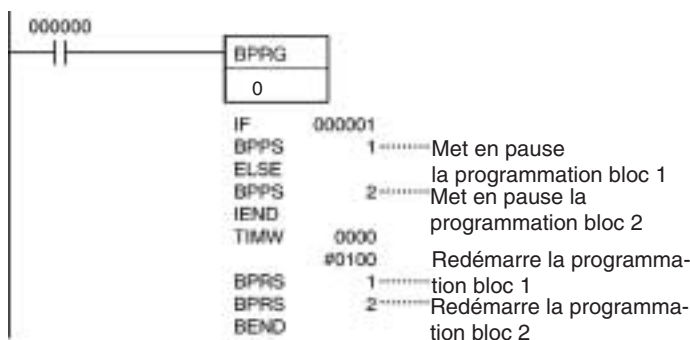 000000
BPRG
0
IF 000001
BPPS 1 Met en pause
la programmation bloc 1
ELSE
BPPS 2 Met en pause la
programmation bloc 2
IEND
TIMW 0000
#0100
Redémarre la programma-
BPRS 1 tion bloc 1
BPRS 2 Redémarre la programma-
BEND
tion bloc 2